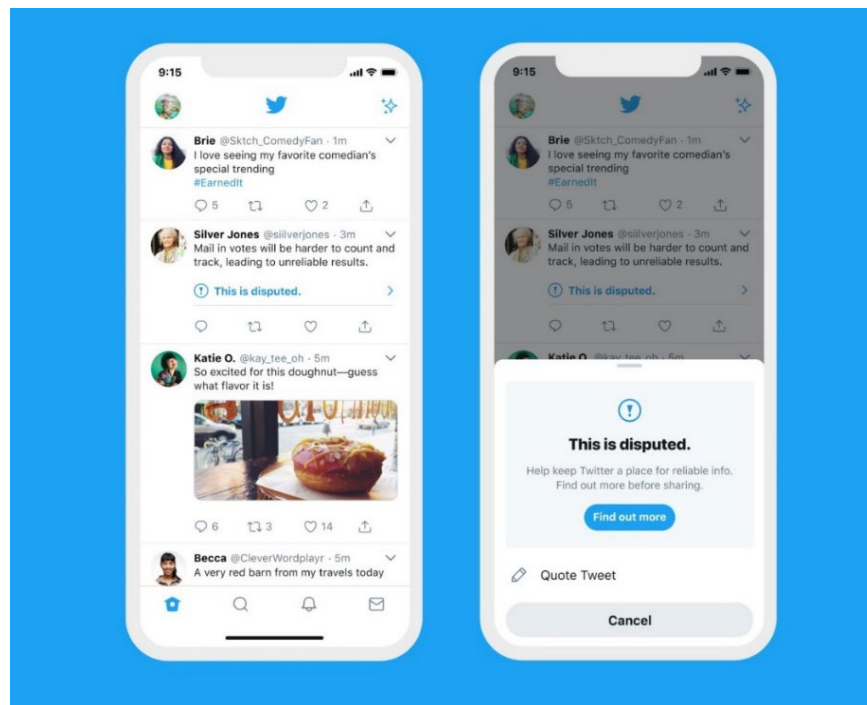 9:15
Brie @Sktch_ComedyFan · 1m
I love seeing my favorite comedian's
special trending
#EarnedIt
5
2
Silver Jones @siilverjones · 3m
Mail in votes will be harder to count and
track, leading to unreliable results.
This is disputed.
Katie O. @kay_tee_oh · 5m
So excited for this doughnut—guess
what flavor it is!
6
3
14
Becca @CleverWordplayr · 5m
A very red barn from my travels today
9:15
Brie @Sktch_ComedyFan · 1m
I love seeing my favorite comedian's
special trending
#EarnedIt
5
2
Silver Jones @siilverjones · 3m
Mail in votes will be harder to count and
track, leading to unreliable results.
This is disputed.
Katie O. @kay_tee_oh · 5m
This is disputed.
Help keep Twitter a place for reliable info.
Find out more before sharing.
Find out more
Quote Tweet
Cancel